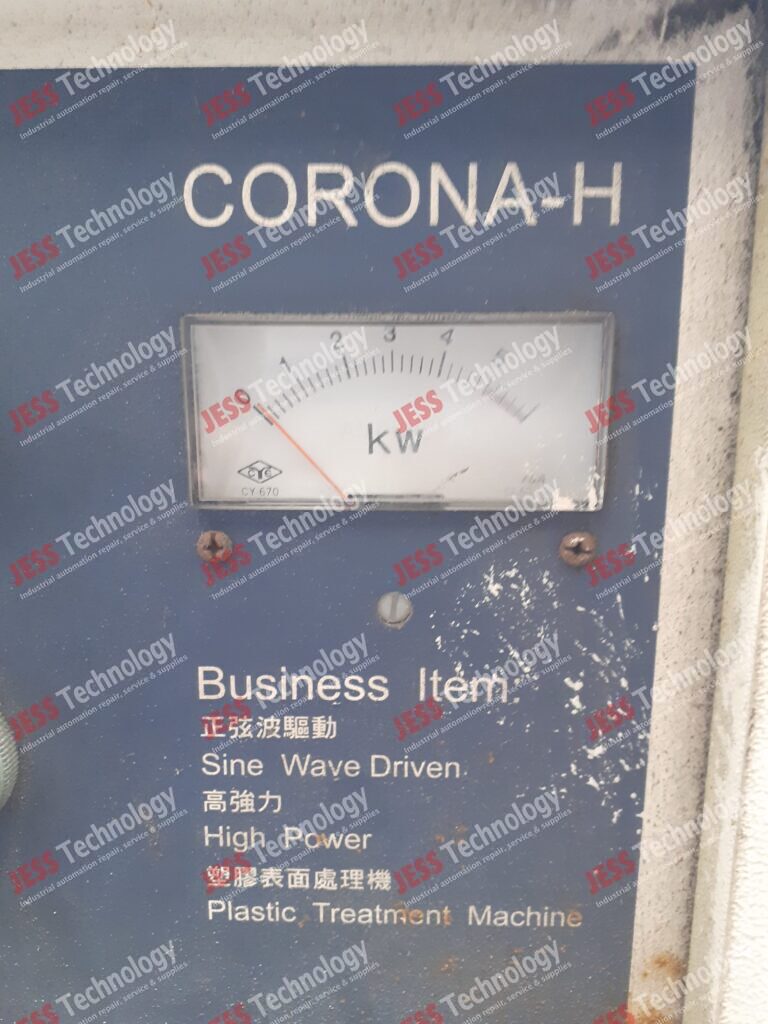 CORONA-H
0 1 2 3 4 5
kW
CYC
CY-670
Business Item
正弦波驅動
Sine Wave Driven
高強力
High Power
塑膠表面處理機
Plastic Treatment Machine
JESS Technology
Industrial automation repair, service & supplies